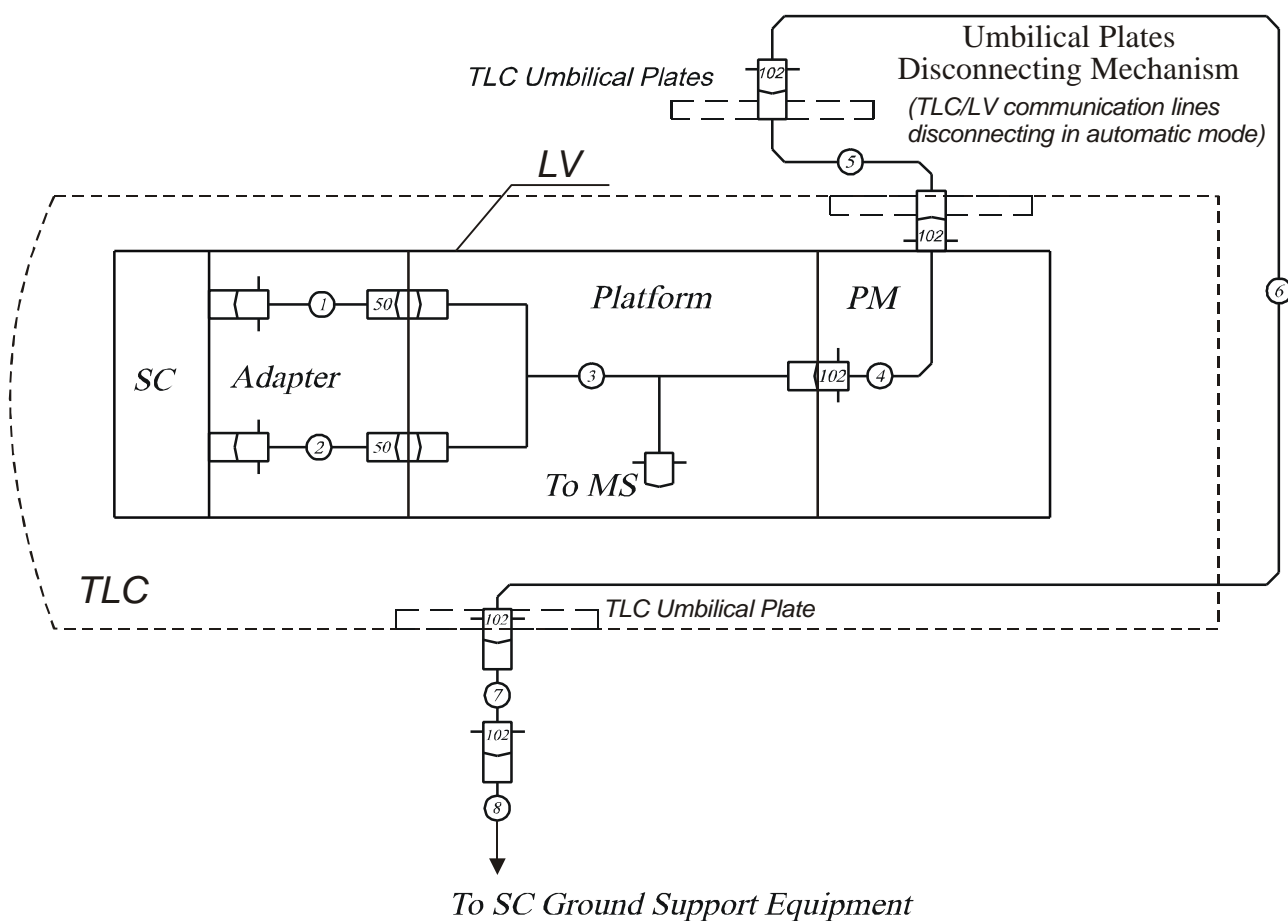 Umbilical Plates
Disconnecting Mechanism
(TLC/LV communication lines
disconnecting in automatic mode)
TLC Umbilical Plates
102
5
LV
102
6
Platform
PM
1
50
SC
Adapter
3
102
4
2
50
To MS
TLC
TLC Umbilical Plate
102
7
102
8
To SC Ground Support Equipment